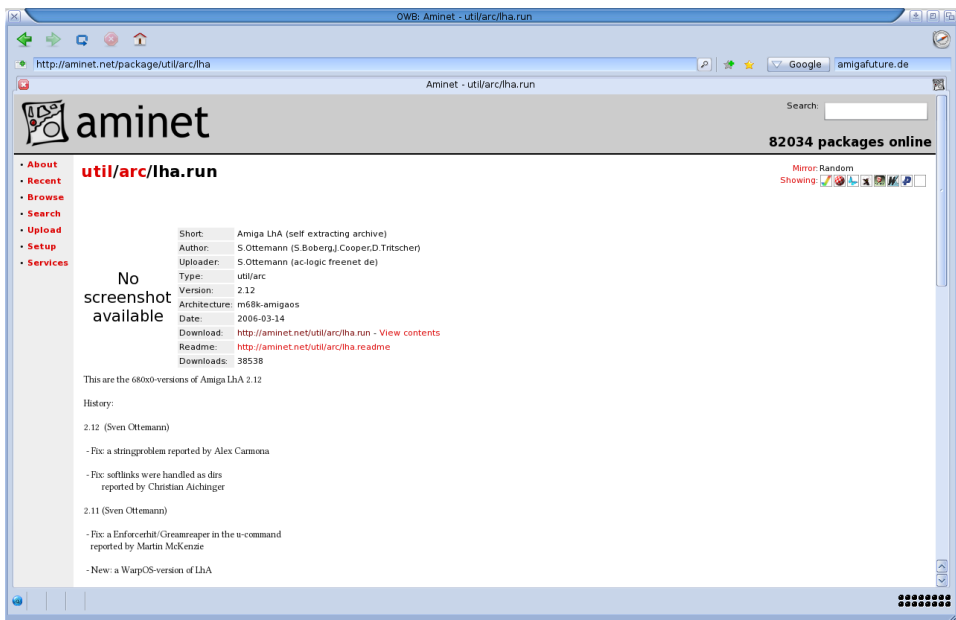 OWB: Aminet - util/arc/lha.run
http://aminet.net/package/util/arc/lha
Google
amigafuture.de
Aminet - util/arc/lha.run
aminet
Search:
82034 packages online
• About
• Recent
• Browse
• Search
• Upload
• Setup
• Services
util/arc/lha.run
Mirror: Random
Showing:
No
screenshot
available
Short: Amiga LhA (self extracting archive)
Author: S.Ottemann (S.Boberg,J.Cooper,D.Tritscher)
Uploader: S.Ottemann (ac-logic freenet de)
Type: util/arc
Version: 2.12
Architecture: m68k-amigaos
Date: 2006-03-14
Download: http://aminet.net/util/arc/lha.run - View contents
Readme: http://aminet.net/util/arc/lha.readme
Downloads: 38538
This are the 680x0-versions of Amiga LhA 2.12
History:
2.12 (Sven Ottemann)
- Fix: a stringproblem reported by Alex Carmona
- Fix: softlinks were handled as dirs
reported by Christian Aichinger
2.11 (Sven Ottemann)
- Fix: a Enforcerhit/Greamreaper in the u-command
reported by Martin McKenzie
- New: a WarpOS-version of LhA